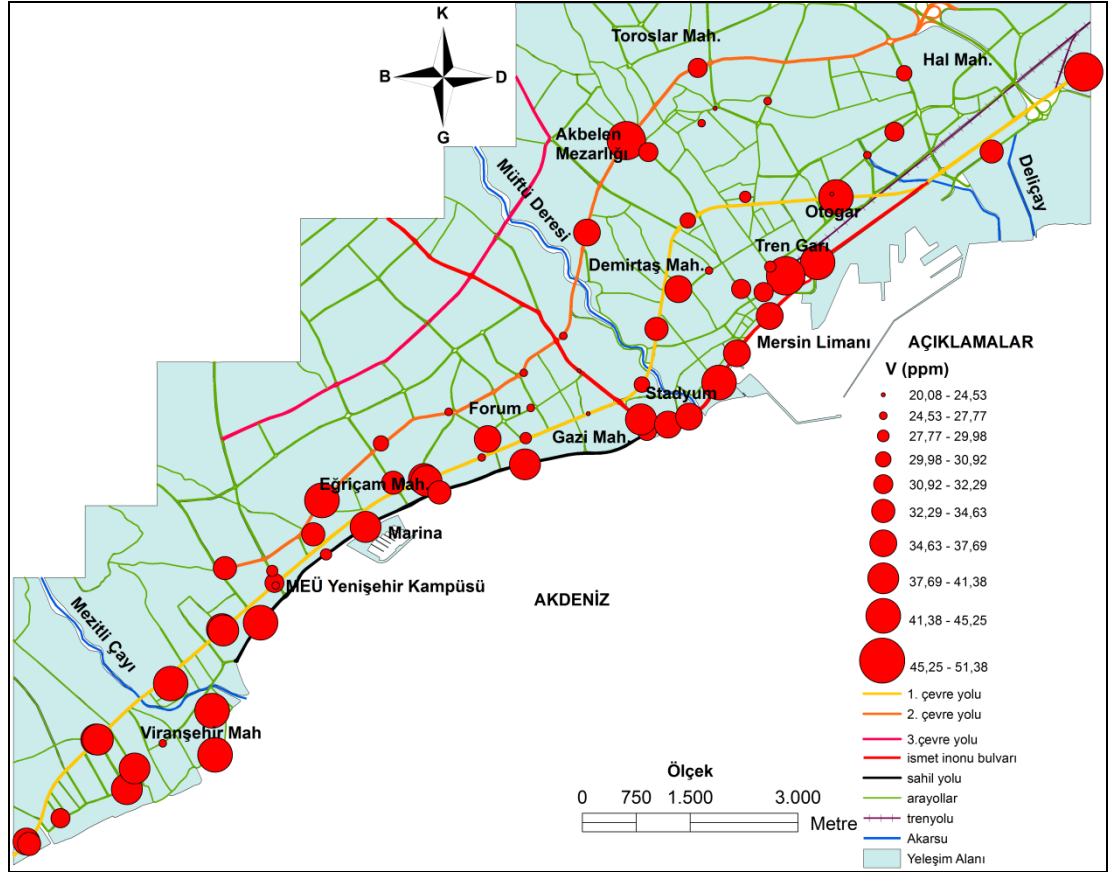 K
B
D
G
Toroslar Mah.
Hal Mah.
Akbelen
Mezarlığı
Müftü Deresi
Deliçay
Otogar
Tren Garı
Demirtaş Mah.
Mersin Limanı
Stadyum
Forum
Gazi Mah.
Eğriçam Mah.
Marina
MEÜ Yenişehir Kampüsü
AKDENİZ
Mezitli Çayı
Viranşehir Mah
AÇIKLAMALAR
V (ppm)
20,08 - 24,53
24,53 - 27,77
27,77 - 29,98
29,98 - 30,92
30,92 - 32,29
32,29 - 34,63
34,63 - 37,69
37,69 - 41,38
41,38 - 45,25
45,25 - 51,38
1. çevre yolu
2. çevre yolu
3.çevre yolu
ismet inonu bulvarı
sahil yolu
arayollar
trenyolu
Akarsu
Yeleşim Alanı
Ölçek
0 750 1.500 3.000
Metre